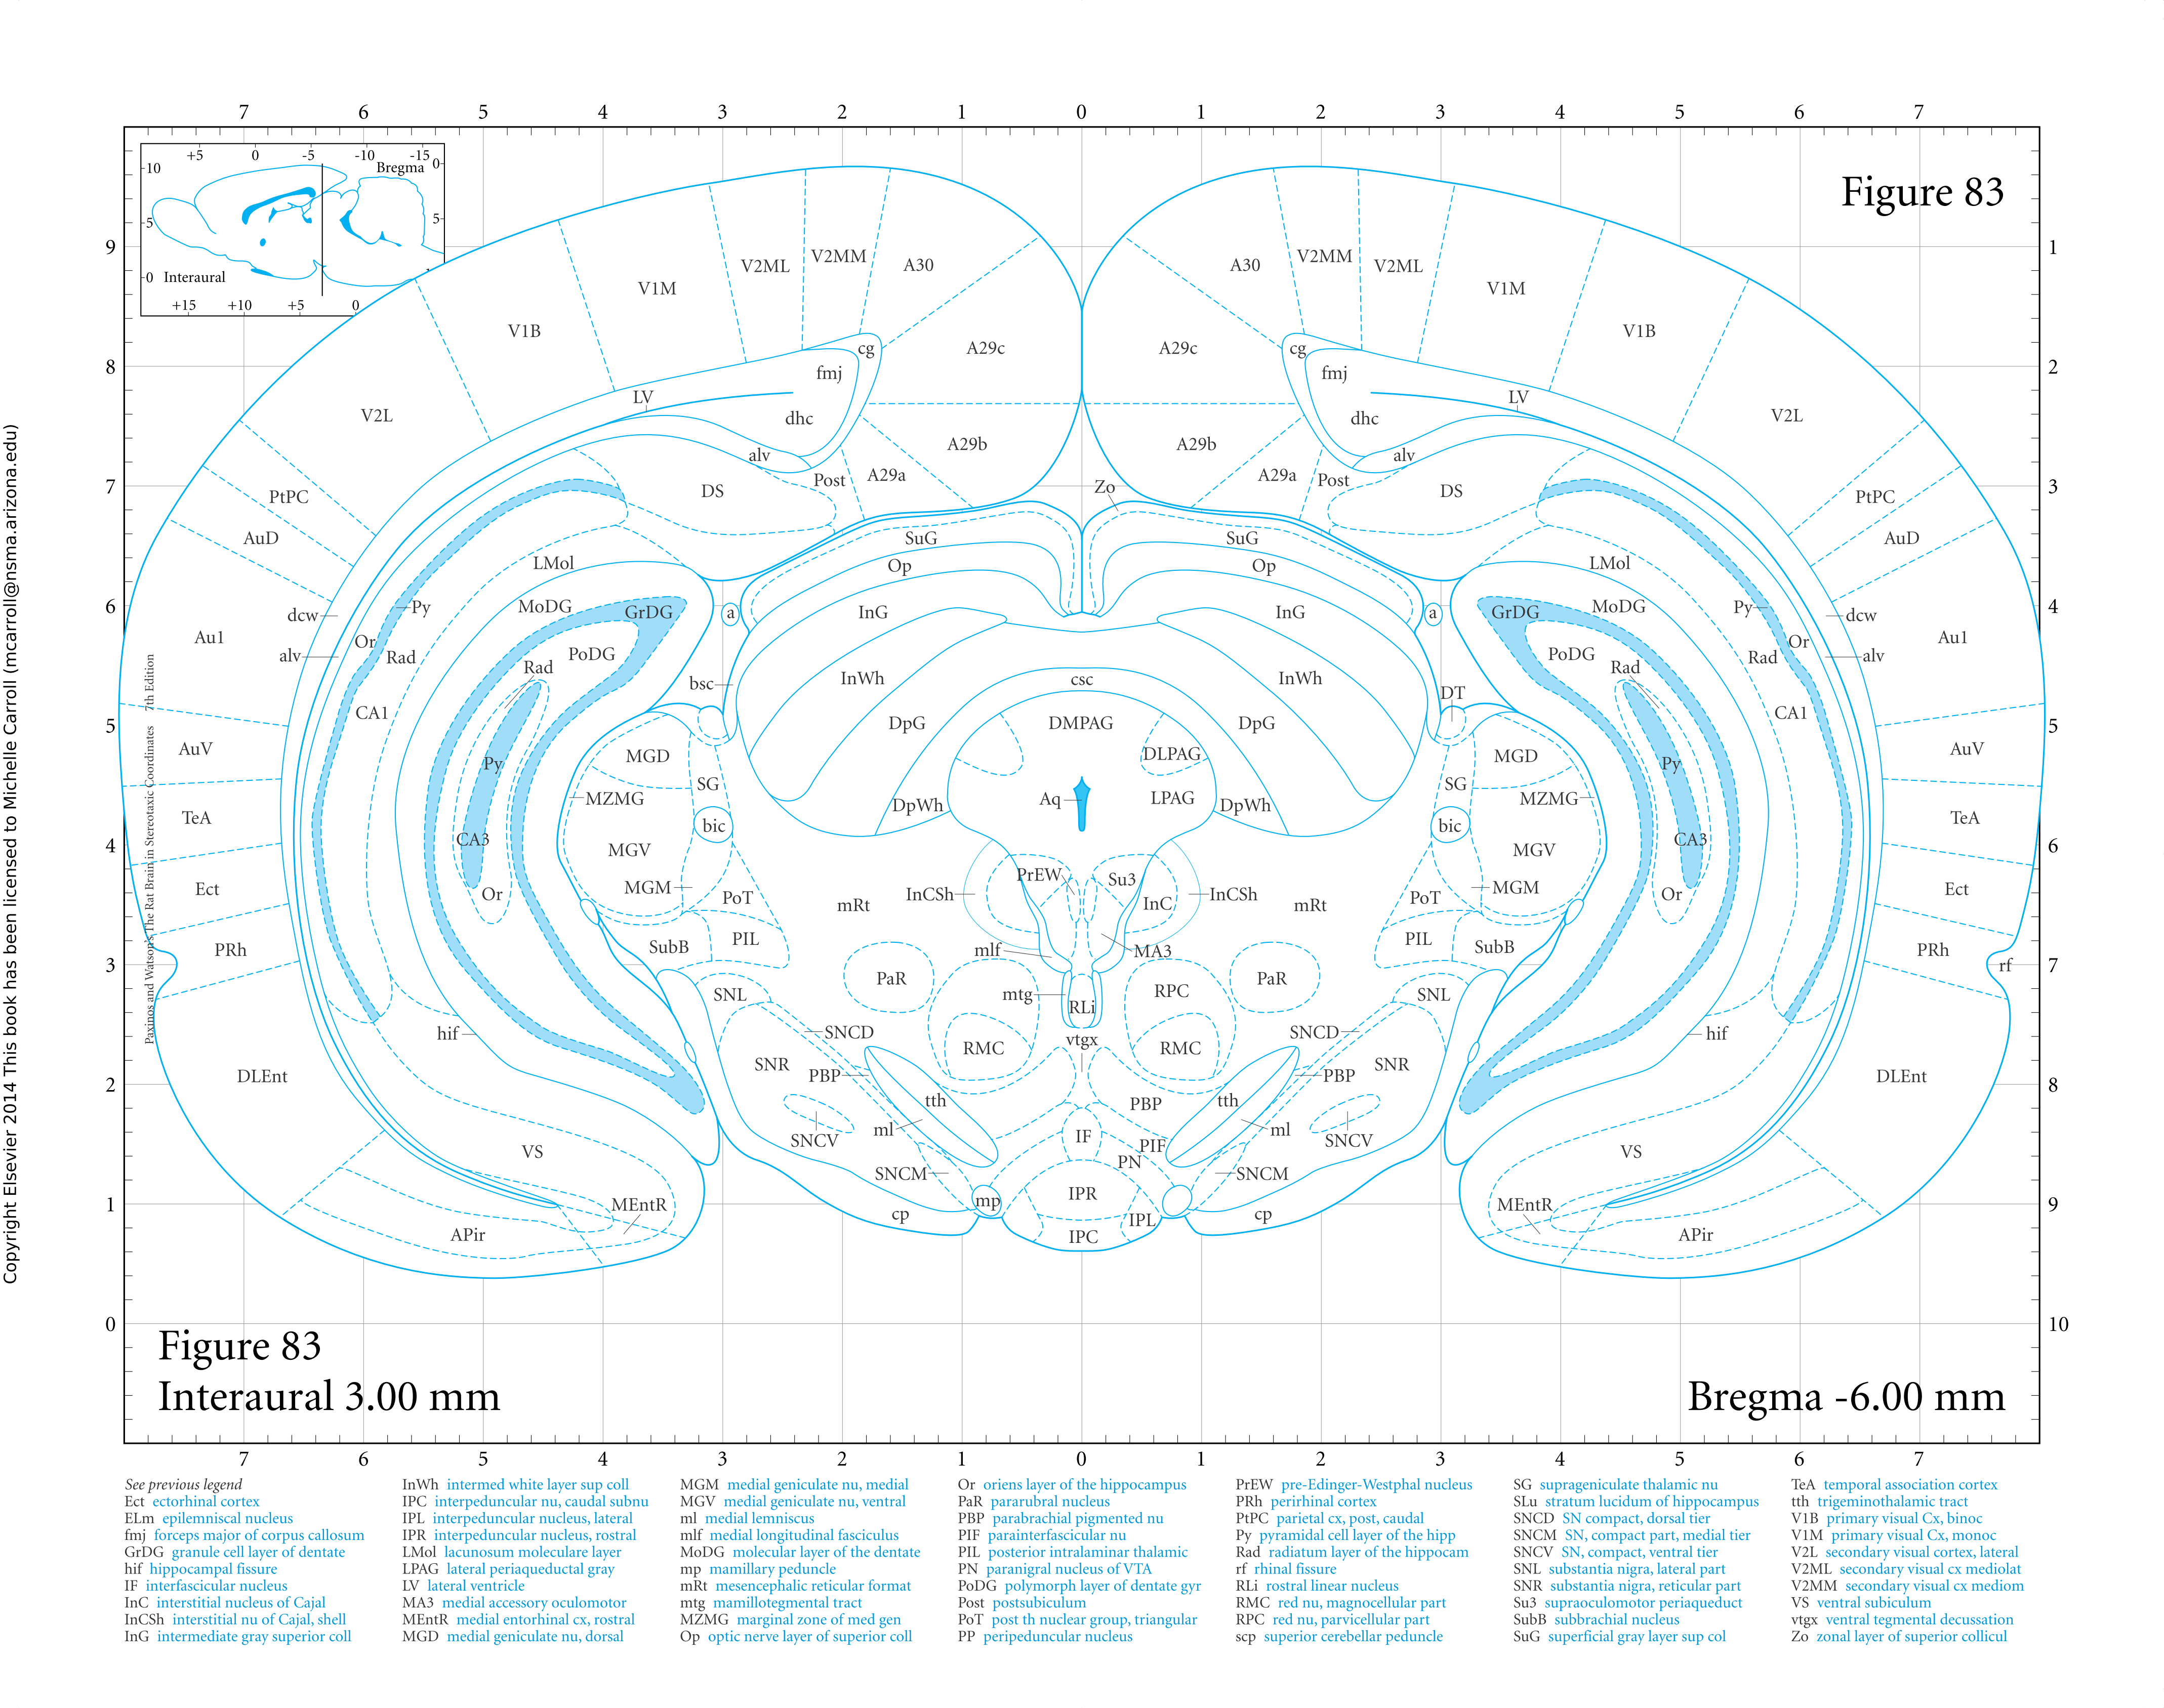 7 6 5 4 3 2 1 0 1 2 3 4 5 6 7
+5 0 -5 -10 -15
10 Bregma 0
5 5
0 Interaural
+15 +10 +5 0
Figure 83
9 1
V2ML V2MM A30 A30 V2MM V2ML
V1M V1M
V1B V1B
cg A29c A29c cg
8 2
fmj fmj
LV LV
V2L dhc dhc V2L
A29b A29b
alv alv
Post A29a A29a Post
7 3
PtPC DS Zo DS PtPC
AuD SuG SuG AuD
LMol Op Op LMol
6 4
dcw Py MoDG GrDG a InG InG a GrDG MoDG Py dcw
Au1 Or Au1
Or
alv Rad PoDG PoDG Rad alv
Rad Rad
bsc InWh csc InWh DT
CA1 CA1
5 5
DpG DMPAG DpG
AuV MGD DLPAG MGD AuV
Py SG SG Py
MZMG Aq LPAG MZMG
DpWh DpWh
TeA bic bic TeA
CA3 CA3
4 6
MGV MGV
Ect MGM PrEW Su3 MGM Ect
Or PoT mRt InCSh InC InCSh mRt PoT Or
PRh SubB PIL mlf MA3 PIL SubB PRh
3 7
rf
PaR RPC PaR
SNL mtg RLi SNL
hif SNCD vtgx SNCD hif
RMC RMC
SNR PBP PBP SNR
DLEnt DLEnt
2 8
tth PBP tth
SNCV ml IF PIF ml SNCV
VS PN VS
SNCM SNCM
1 9
MEntR mp IPR MEntR
cp IPL cp
APir IPC APir
0 10
Figure 83
Interaural 3.00 mm
Bregma -6.00 mm
7 6 5 4 3 2 1 0 1 2 3 4 5 6 7
Paxinos and Watson's The Rat Brain in Stereotaxic Coordinates 7th Edition
Copyright Elsevier 2014 This book has been licensed to Michelle Carroll (mcarroll@nsma.arizona.edu)
See previous legend
Ect ectorhinal cortex
ELm epilemniscal nucleus
fmj forceps major of corpus callosum
GrDG granule cell layer of dentate
hif hippocampal fissure
IF interfascicular nucleus
InC interstitial nucleus of Cajal
InCSh interstitial nu of Cajal, shell
InG intermediate gray superior coll
InWh intermed white layer sup coll
IPC interpeduncular nu, caudal subnu
IPL interpeduncular nucleus, lateral
IPR interpeduncular nucleus, rostral
LMol lacunosum moleculare layer
LPAG lateral periaqueductal gray
LV lateral ventricle
MA3 medial accessory oculomotor
MEntR medial entorhinal cx, rostral
MGD medial geniculate nu, dorsal
MGM medial geniculate nu, medial
MGV medial geniculate nu, ventral
ml medial lemniscus
mlf medial longitudinal fasciculus
MoDG molecular layer of the dentate
mp mamillary peduncle
mRt mesencephalic reticular format
mtg mamillotegmental tract
MZMG marginal zone of med gen
Op optic nerve layer of superior coll
Or oriens layer of the hippocampus
PaR pararubral nucleus
PBP parabrachial pigmented nu
PIF parainterfascicular nu
PIL posterior intralaminar thalamic
PN paranigral nucleus of VTA
PoDG polymorph layer of dentate gyr
Post postsubiculum
PoT post th nuclear group, triangular
PP peripeduncular nucleus
PrEW pre-Edinger-Westphal nucleus
PRh perirhinal cortex
PtPC parietal cx, post, caudal
Py pyramidal cell layer of the hipp
Rad radiatum layer of the hippocam
rf rhinal fissure
RLi rostral linear nucleus
RMC red nu, magnocellular part
RPC red nu, parvicellular part
scp superior cerebellar peduncle
SG suprageniculate thalamic nu
SLu stratum lucidum of hippocampus
SNCD SN compact, dorsal tier
SNCM SN, compact part, medial tier
SNCV SN, compact, ventral tier
SNL substantia nigra, lateral part
SNR substantia nigra, reticular part
Su3 supraoculomotor periaqueduct
SubB subbrachial nucleus
SuG superficial gray layer sup col
TeA temporal association cortex
tth trigeminothalamic tract
V1B primary visual Cx, binoc
V1M primary visual Cx, monoc
V2L secondary visual cortex, lateral
V2ML secondary visual cx mediolat
V2MM secondary visual cx mediom
VS ventral subiculum
vtgx ventral tegmental decussation
Zo zonal layer of superior collicul